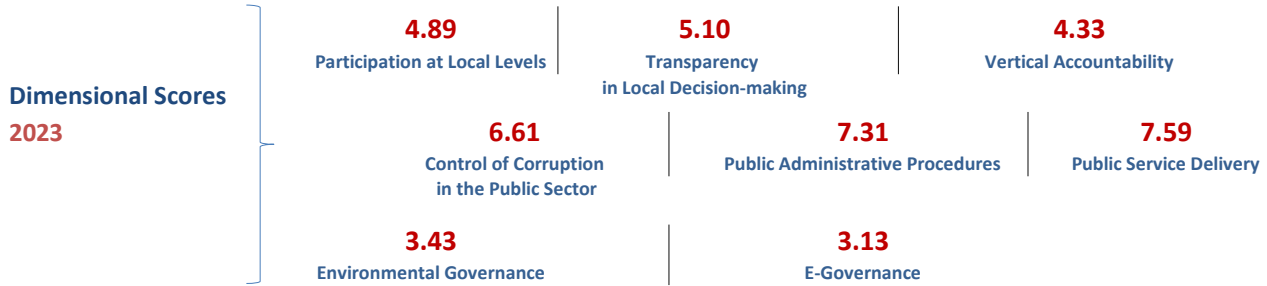 Dimensional Scores
2023
4.89
Participation at Local Levels
5.10
Transparency
in Local Decision-making
4.33
Vertical Accountability
6.61
Control of Corruption
in the Public Sector
7.31
Public Administrative Procedures
7.59
Public Service Delivery
3.43
Environmental Governance
3.13
E-Governance